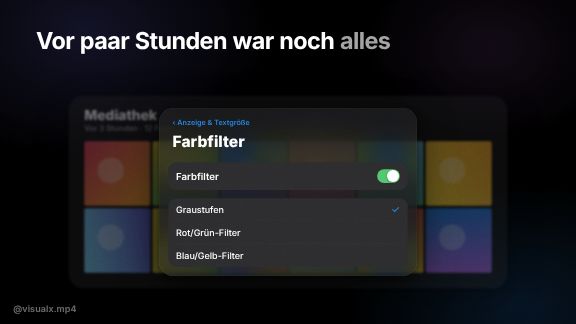 Vor paar Stunden war noch alles
Mediathek
‹ Anzeige & Textgröße
Farbfilter
Farbfilter
Graustufen
Rot/Grün-Filter
Blau/Gelb-Filter
@visualx.mp4